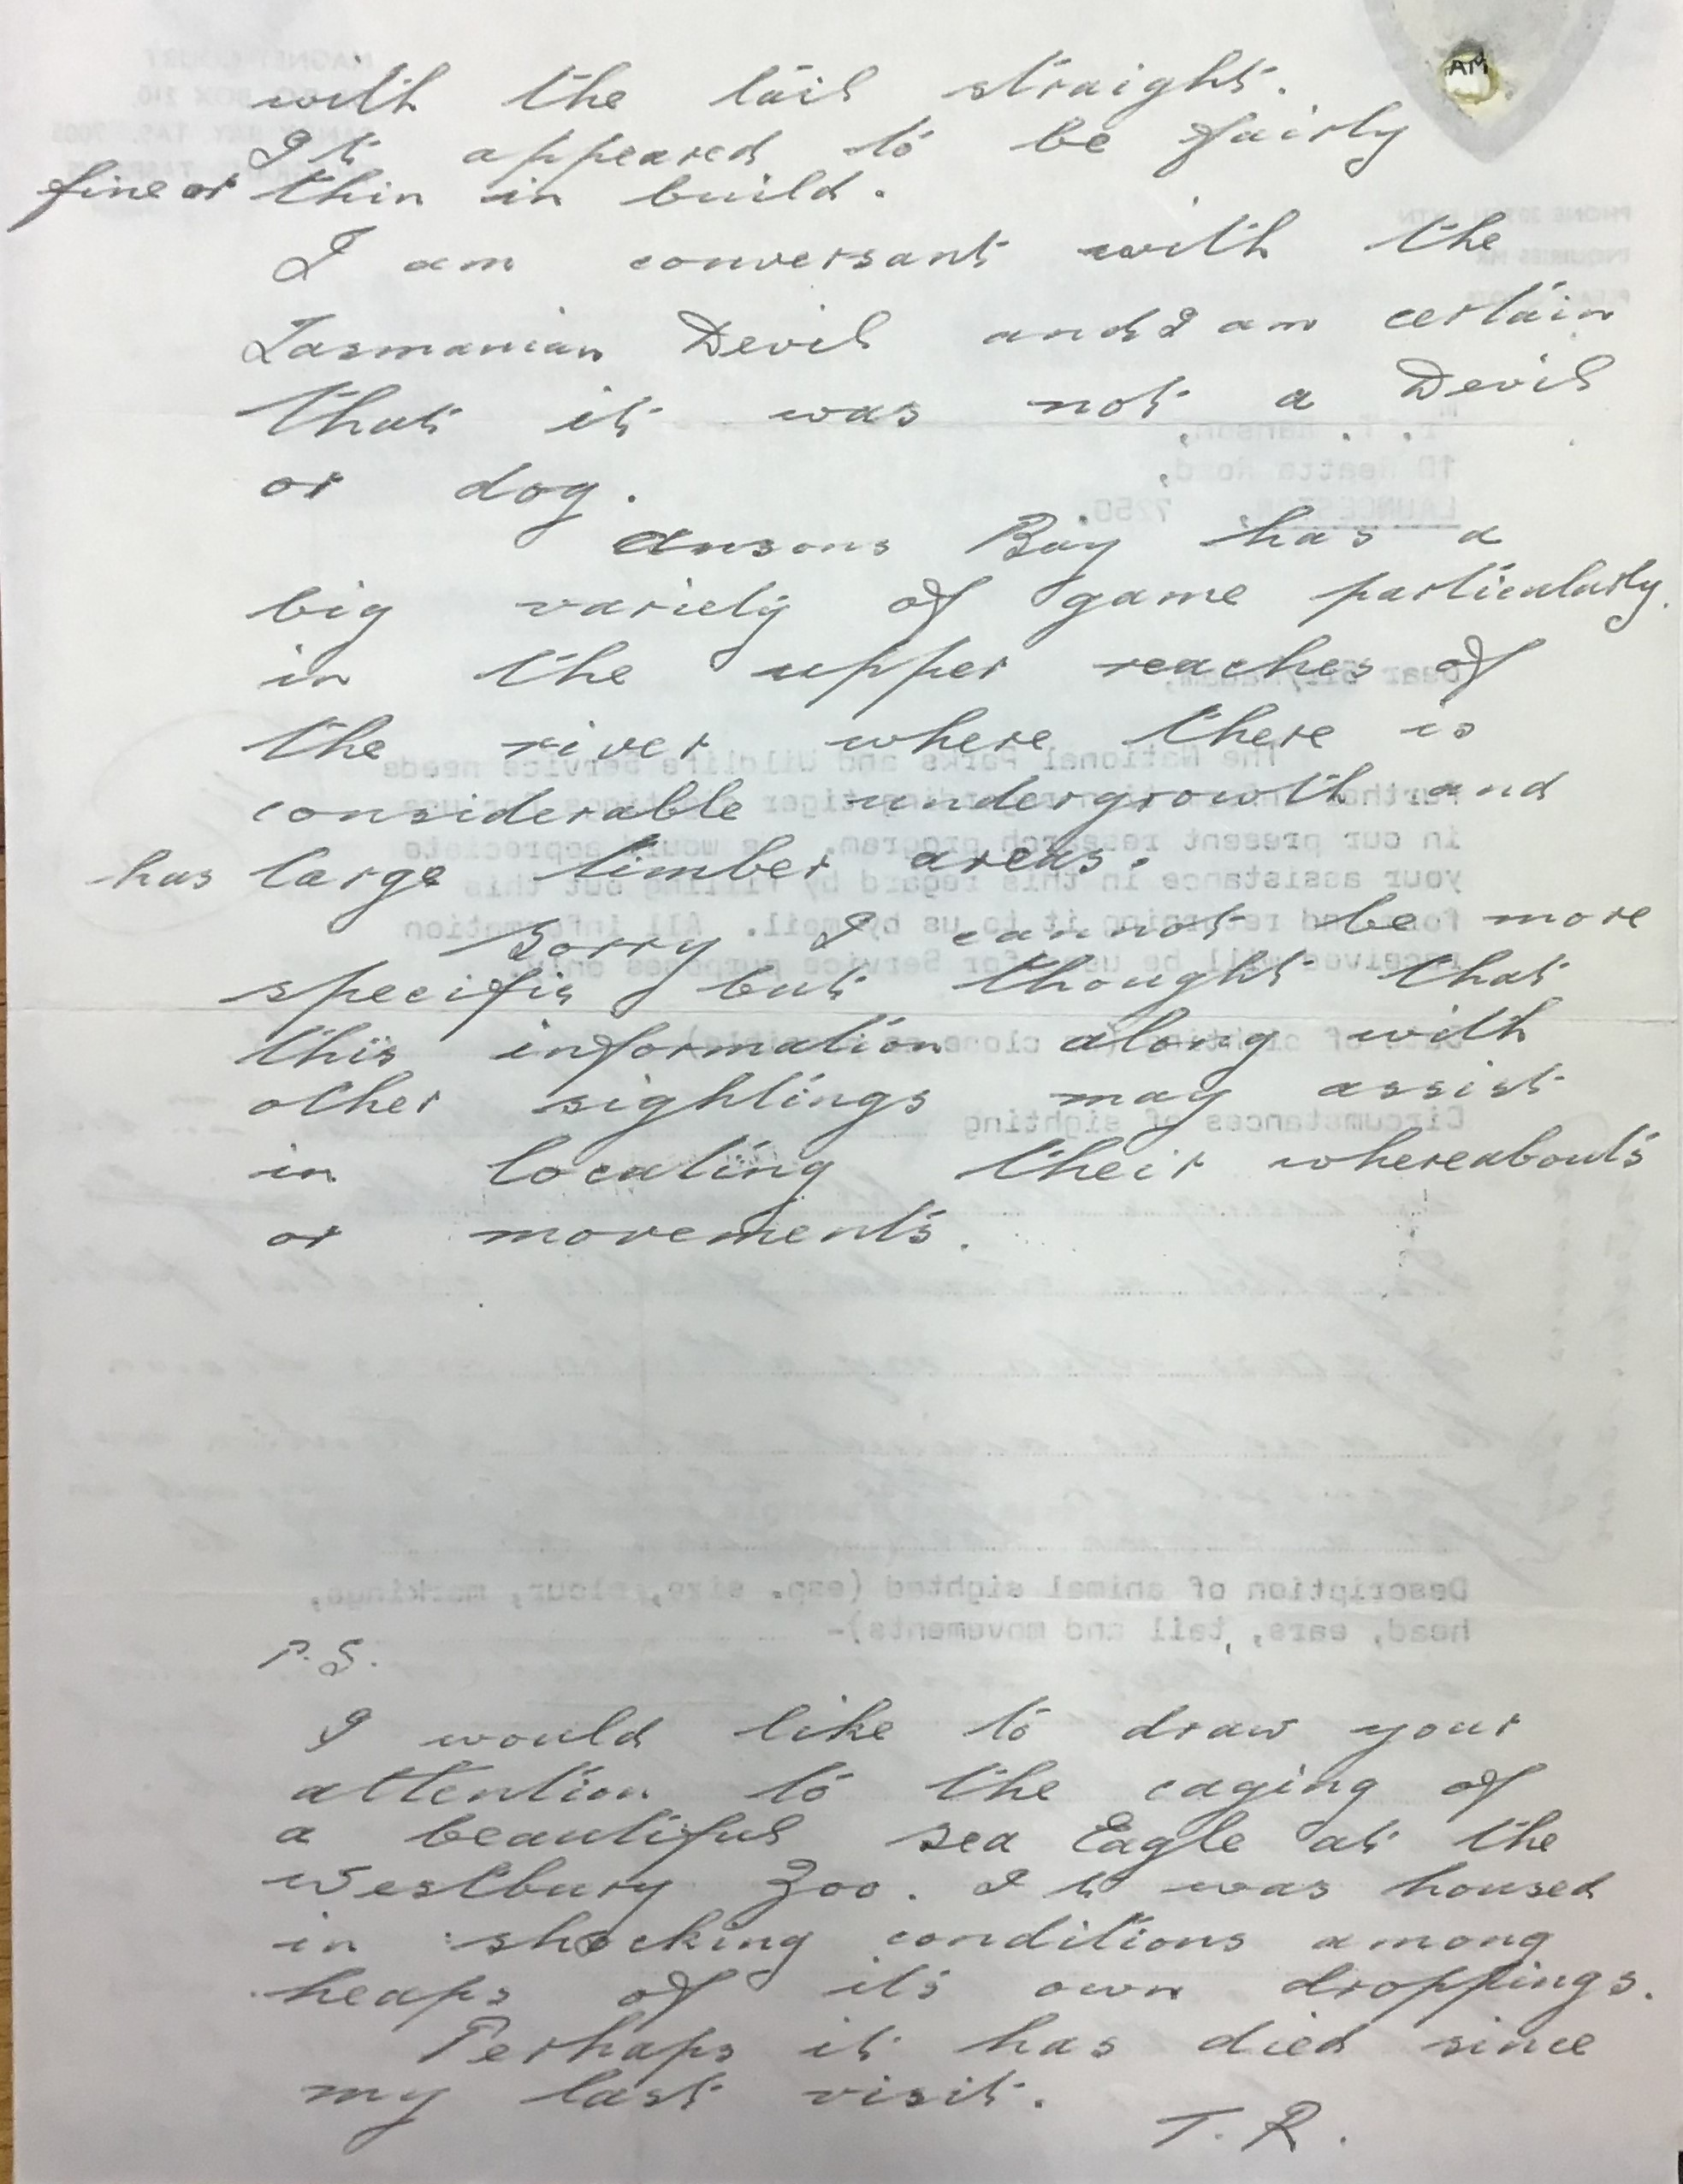 AM
with the tail straight.
It appeared to be fairly
fine or thin in build.
I am conversant with the
Tasmanian Devil and I am certain
that it was not a Devil
or dog.
Ansons Bay has a
big variety of game particularly
in the upper reaches of
the river where there is
considerable undergrowth and
has large timber areas.
Sorry I cannot be more
specific but thought that
this information along with
other sightings may assist
in locating their whereabouts
or movements.
P.S.
I would like to draw your
attention to the caging of
a beautiful sea Eagle at the
Westbury Zoo. It was housed
in shocking conditions among
heaps of it's own droppings.
Perhaps it has died since
my last visit.
T.R.